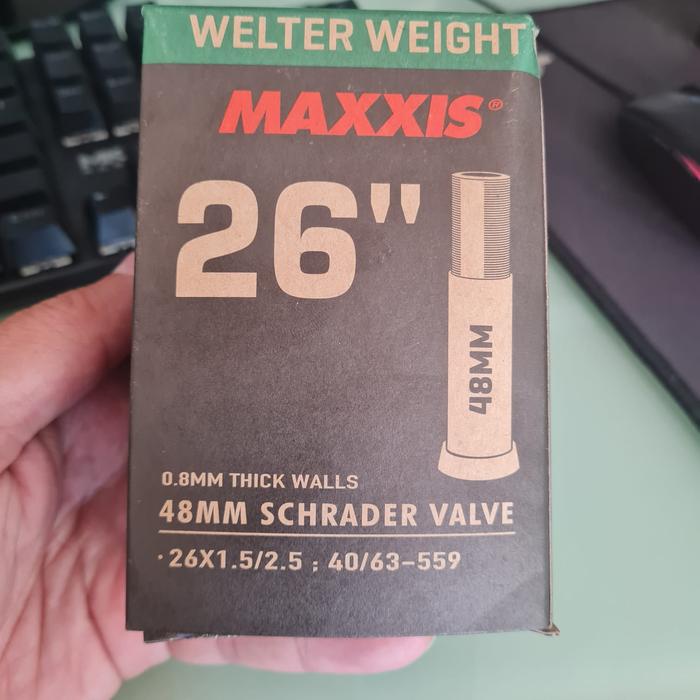 WELTER WEIGHT
MAXXIS®
26"
48MM
0.8MM THICK WALLS
48MM SCHRADER VALVE
·26X1.5/2.5 ; 40/63-559